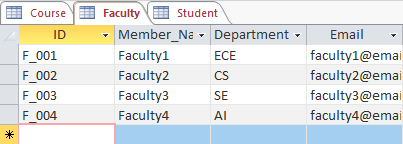 Course Faculty Student
ID Member_Na Department Email
F_001 Faculty1 ECE faculty1@emai
F_002 Faculty2 CS faculty2@emai
F_003 Faculty3 SE faculty3@emai
F_004 Faculty4 AI faculty4@emai
*